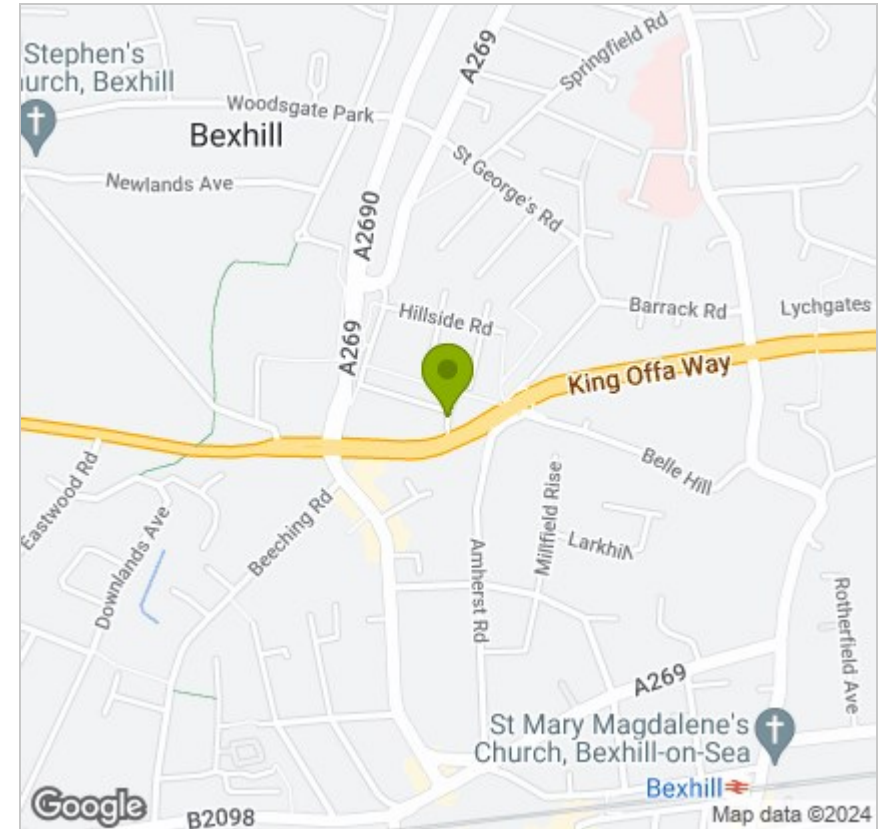 Stephen's
urch, Bexhill
Bexhill
Woodsgate Park
A269
Springfield Rd
Newlands Ave
St George's Rd
A2690
Hillside Rd
Barrack Rd
Lychgates
A269
King Offa Way
Eastwood Rd
Downlands Ave
Beeching Rd
Belle Hill
Millfield Rise
Larkhil
Amherst Rd
Rotherfield Ave
A269
St Mary Magdalene's
Church, Bexhill-on-Sea
Bexhill
Google
B2098
Map data ©2024